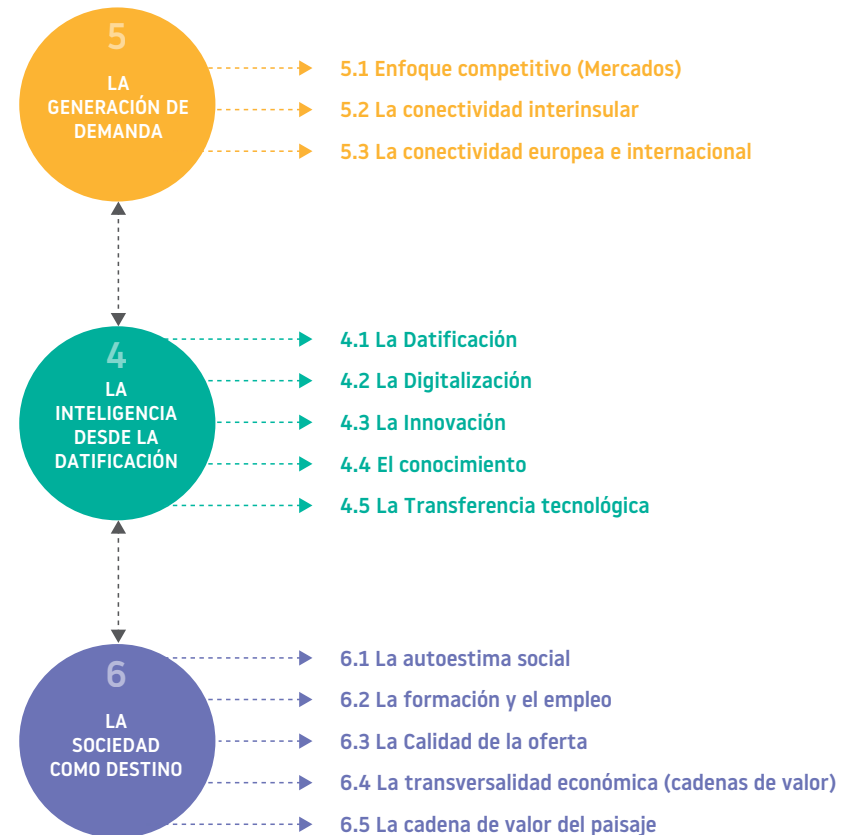 5
LA
GENERACIÓN DE
DEMANDA
5.1 Enfoque competitivo (Mercados)
5.2 La conectividad interinsular
5.3 La conectividad europea e internacional
4
LA
INTELIGENCIA
DESDE LA
DATIFICACIÓN
4.1 La Datificación
4.2 La Digitalización
4.3 La Innovación
4.4 El conocimiento
4.5 La Transferencia tecnológica
6
LA
SOCIEDAD
COMO DESTINO
6.1 La autoestima social
6.2 La formación y el empleo
6.3 La Calidad de la oferta
6.4 La transversalidad económica (cadenas de valor)
6.5 La cadena de valor del paisaje